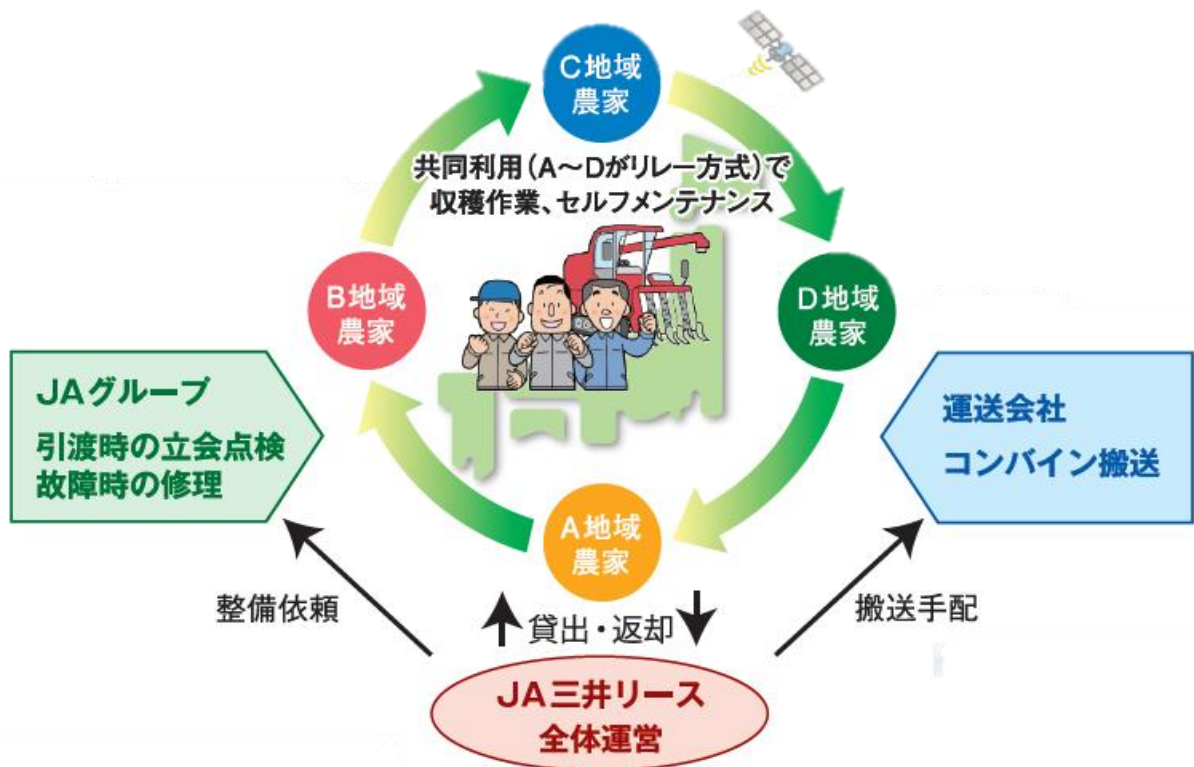 C地域
農家
共同利用（A〜Dがリレー方式）で
収穫作業、セルフメンテナンス
B地域
農家
D地域
農家
JAグループ
引渡時の立会点検
故障時の修理
運送会社
コンバイン搬送
A地域
農家
整備依頼
貸出・返却
搬送手配
JA三井リース
全体運営